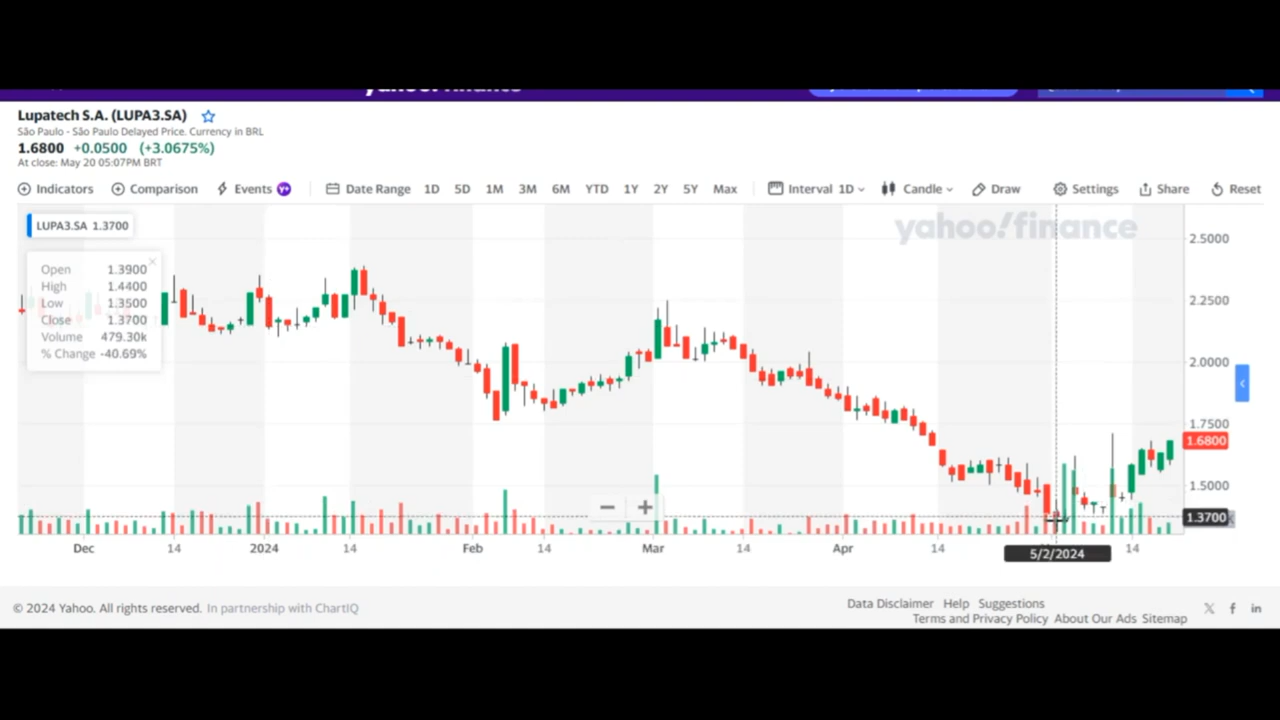 Lupatech S.A. (LUPA3.SA)
São Paulo - São Paulo Delayed Price. Currency in BRL
1.6800 +0.0500 (+3.0675%)
At close: May 20 05:07PM BRT
Indicators Comparison Events Y+ Date Range 1D 5D 1M 3M 6M YTD 1Y 2Y 5Y Max Interval 1D Candle Draw Settings Share Reset
LUPA3.SA 1.3700
yahoo!finance
2.5000
Open 1.3900
High 1.4400
Low 1.3500
Close 1.3700
Volume 479.30k
% Change -40.69%
2.2500
2.0000
1.7500
1.6800
1.5000
1.3700
Dec 14 2024 14 Feb 14 Mar 14 Apr 14 14
5/2/2024
© 2024 Yahoo. All rights reserved. In partnership with ChartIQ
Data Disclaimer Help Suggestions
Terms and Privacy Policy About Our Ads Sitemap